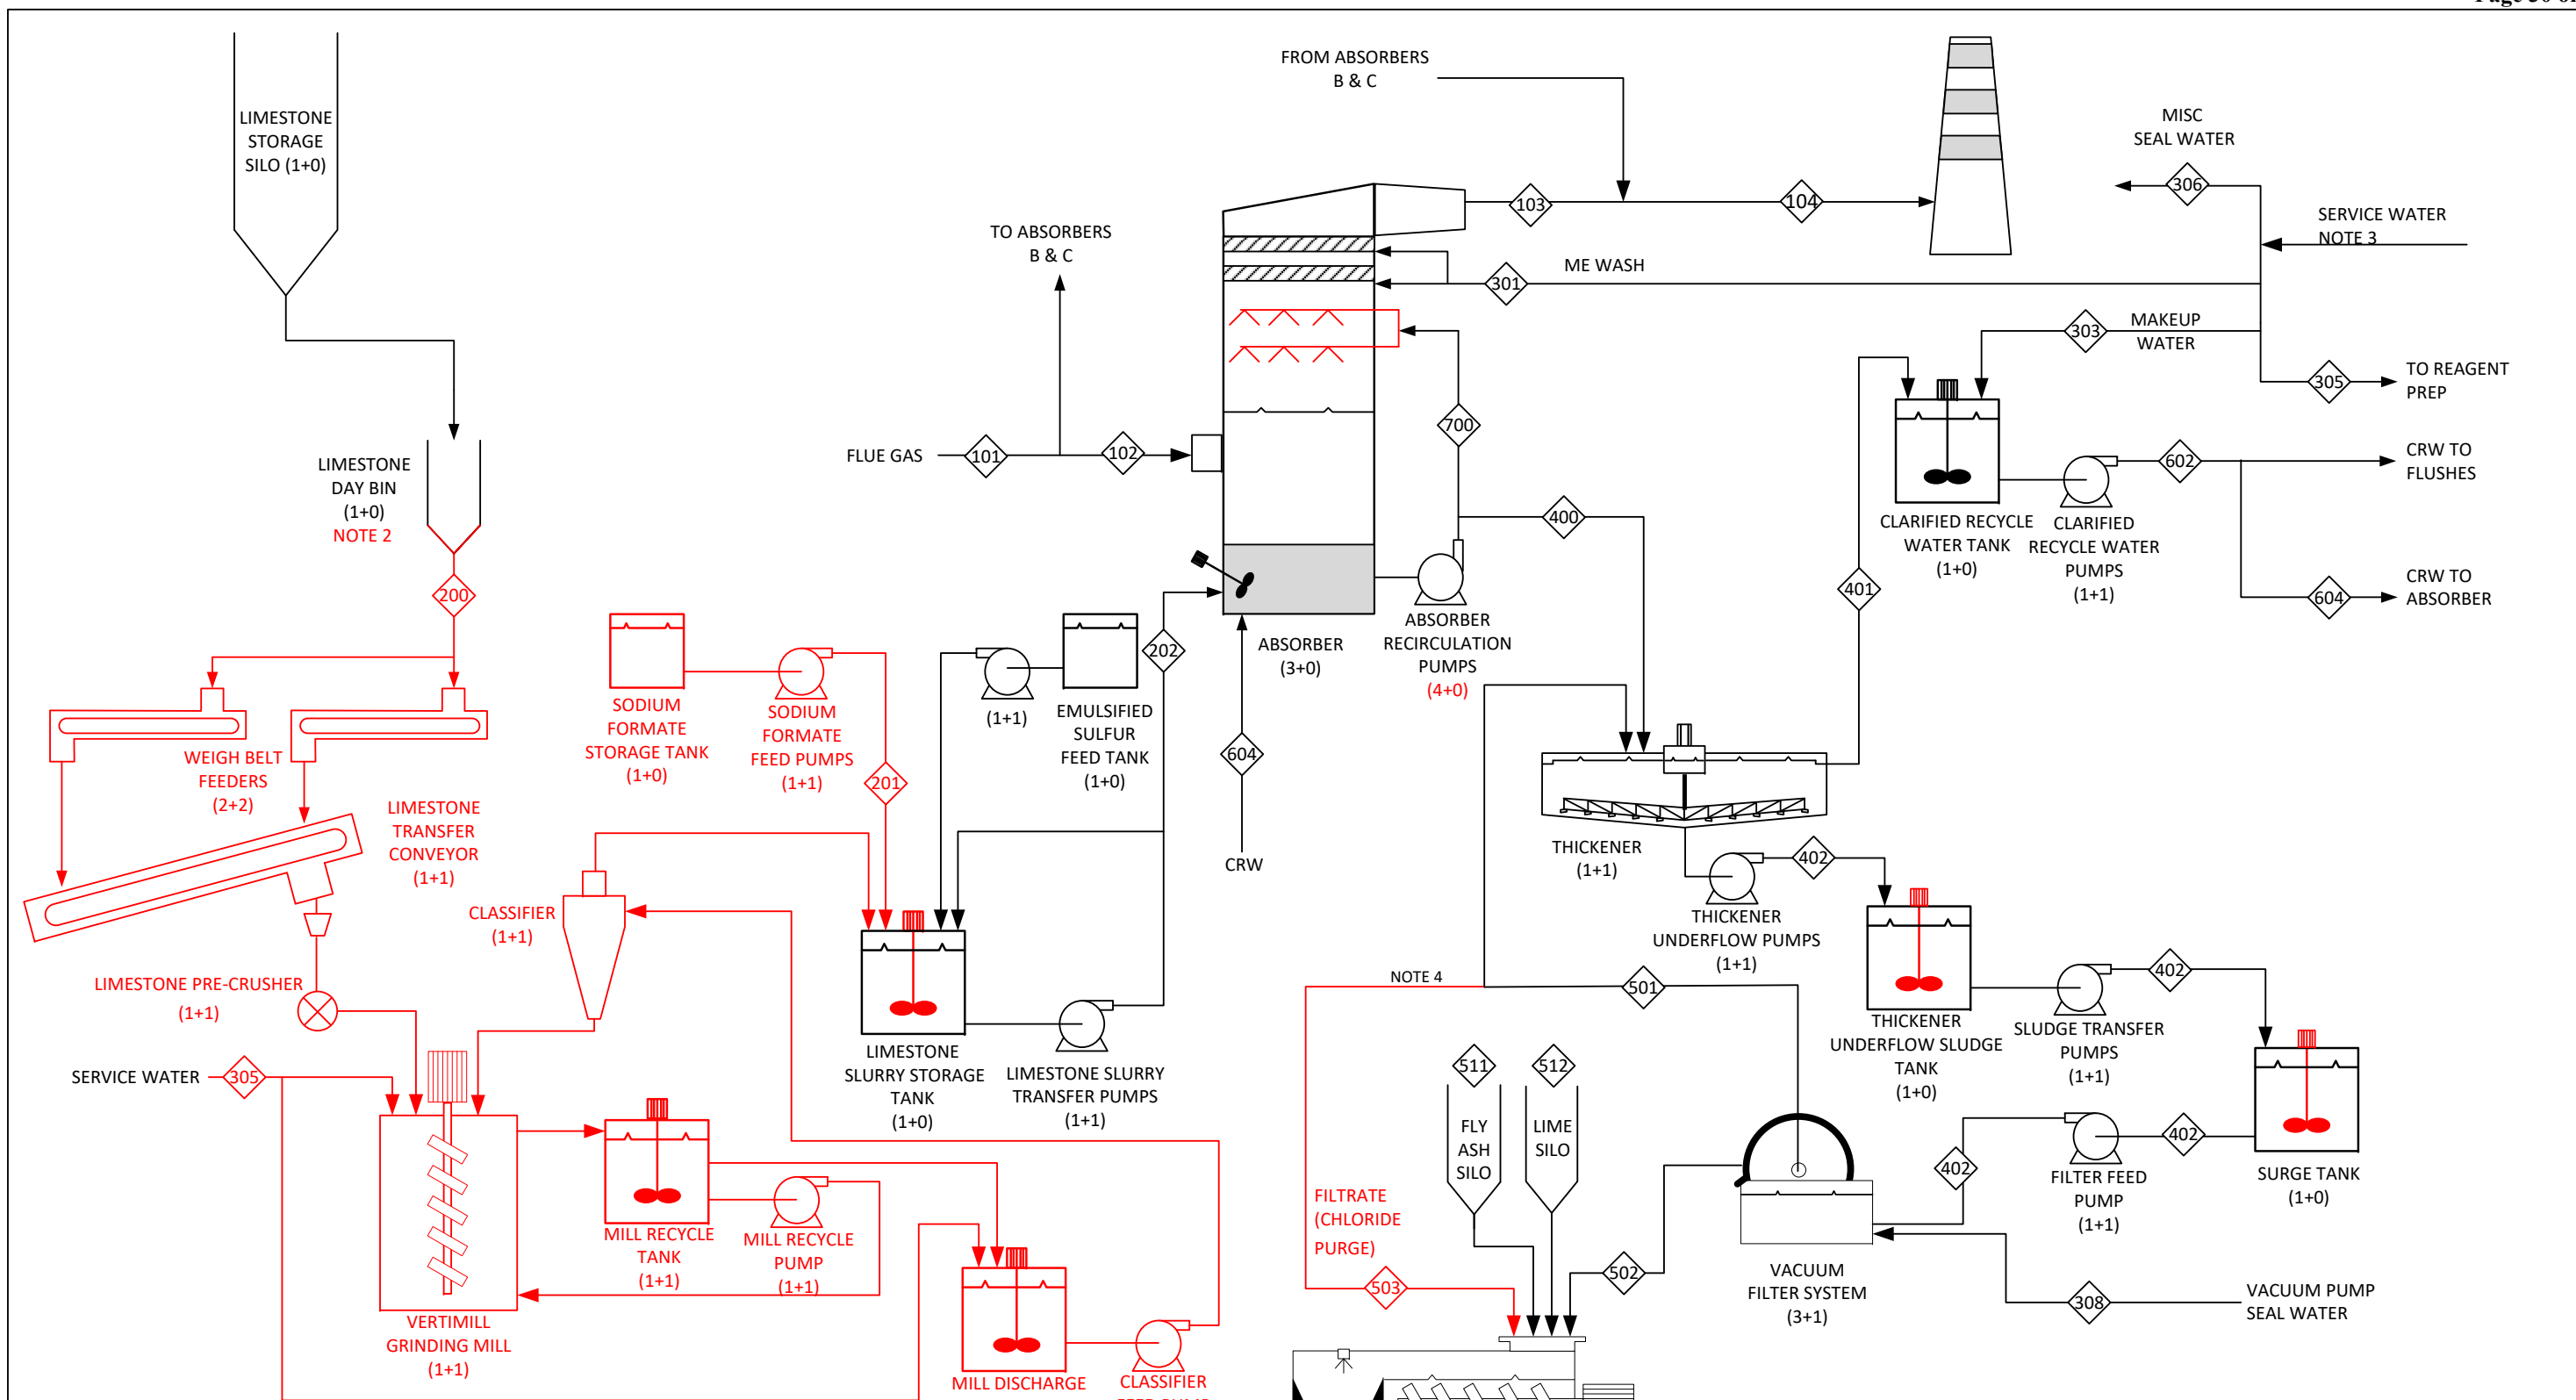 LIMESTONE
STORAGE
SILO (1+0)
FROM ABSORBERS
B & C
MISC
SEAL WATER
306
SERVICE WATER
NOTE 3
103
104
TO ABSORBERS
B & C
ME WASH
301
303
MAKEUP
WATER
305
TO REAGENT
PREP
700
FLUE GAS
101
102
LIMESTONE
DAY BIN
(1+0)
NOTE 2
200
602
CRW TO
FLUSHES
400
CLARIFIED RECYCLE
WATER TANK
(1+0)
CLARIFIED
RECYCLE WATER
PUMPS
(1+1)
401
604
CRW TO
ABSORBER
ABSORBER
(3+0)
ABSORBER
RECIRCULATION
PUMPS
(4+0)
202
(1+1)
EMULSIFIED
SULFUR
FEED TANK
(1+0)
604
CRW
SODIUM
FORMATE
STORAGE TANK
(1+0)
SODIUM
FORMATE
FEED PUMPS
(1+1)
201
WEIGH BELT
FEEDERS
(2+2)
LIMESTONE
TRANSFER
CONVEYOR
(1+1)
THICKENER
(1+1)
402
THICKENER
UNDERFLOW PUMPS
(1+1)
CLASSIFIER
(1+1)
LIMESTONE PRE-CRUSHER
(1+1)
NOTE 4
501
402
THICKENER
UNDERFLOW SLUDGE
TANK
(1+0)
SLUDGE TRANSFER
PUMPS
(1+1)
LIMESTONE
SLURRY STORAGE
TANK
(1+0)
LIMESTONE SLURRY
TRANSFER PUMPS
(1+1)
SERVICE WATER
305
511
512
FLY
ASH
SILO
LIME
SILO
402
402
FILTER FEED
PUMP
(1+1)
SURGE TANK
(1+0)
FILTRATE
(CHLORIDE
PURGE)
503
502
VACUUM
FILTER SYSTEM
(3+1)
308
VACUUM PUMP
SEAL WATER
MILL RECYCLE
TANK
(1+1)
MILL RECYCLE
PUMP
(1+1)
VERTIMILL
GRINDING MILL
(1+1)
MILL DISCHARGE
CLASSIFIER